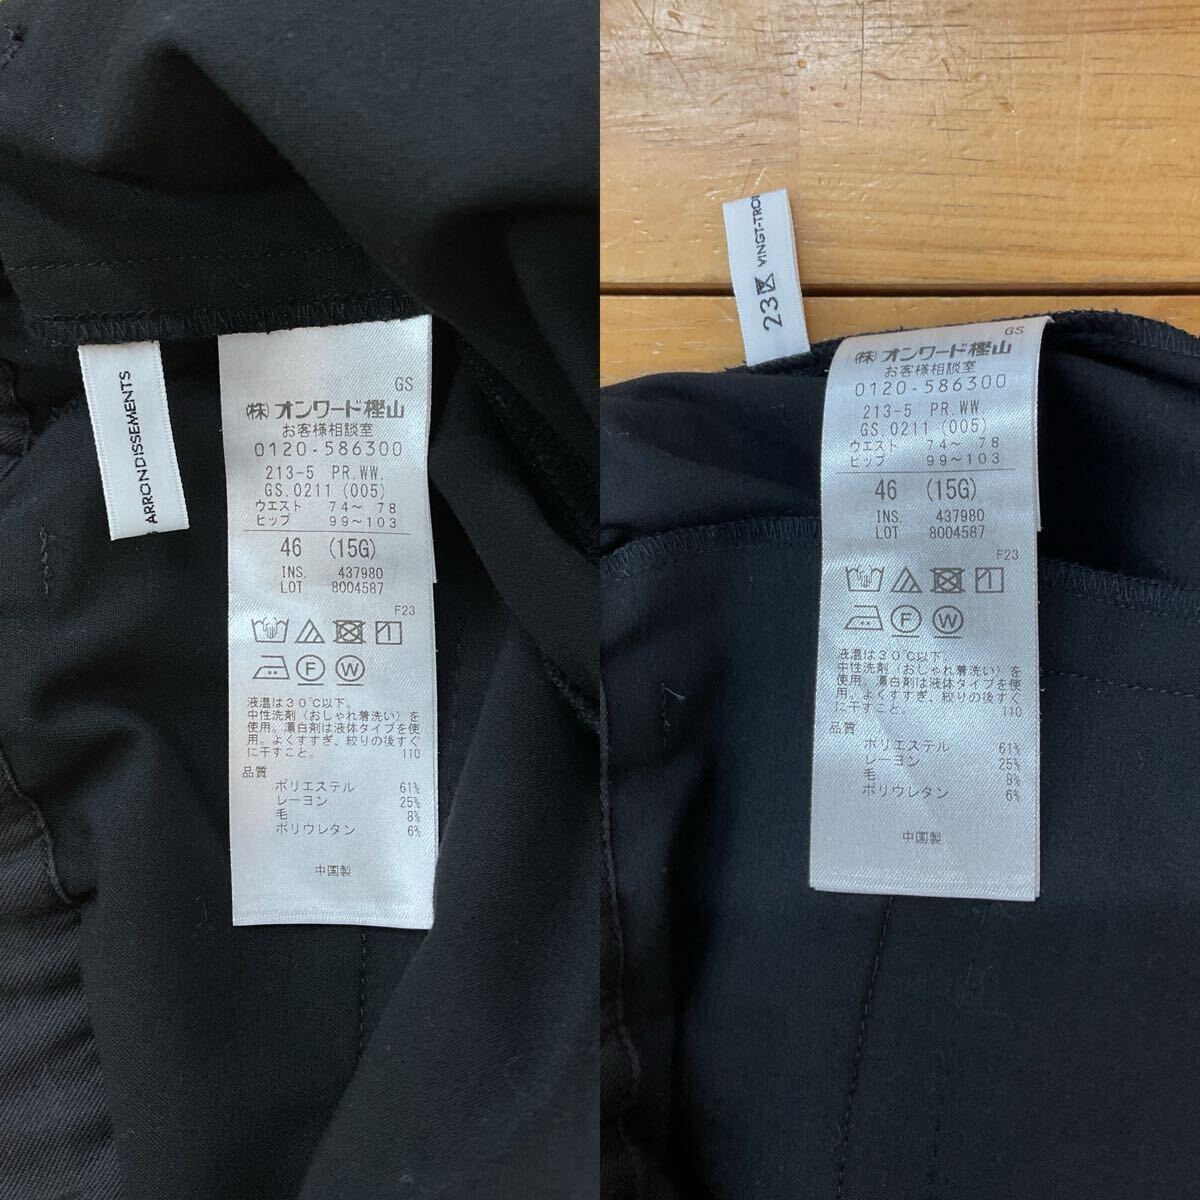 ARRONDISSEMENTS
GS
(株)オンワード樫山
お客様相談室
0120-586300
213-5 PR.WW.
GS.0211 (005)
ウエスト 74～ 78
ヒップ 99～103
46 (15G)
INS. 437980
LOT 8004587
F23
F W
液温は30℃以下。
中性洗剤(おしゃれ着洗い)を
使用。漂白剤は液体タイプを使
用。よくすすぎ、絞りの後すぐ
に干すこと。 110
品質
ポリエステル 61%
レーヨン 25%
毛 8%
ポリウレタン 6%
中国製
23区 VINGT-TROI
GS
(株)オンワード樫山
お客様相談室
0120-586300
213-5 PR.WW.
GS.0211 (005)
ウエスト 74～ 78
ヒップ 99～103
46 (15G)
INS. 437980
LOT 8004587
F23
F W
液温は30℃以下。
中性洗剤(おしゃれ着洗い)を
使用。漂白剤は液体タイプを使
用。よくすすぎ、絞りの後すぐ
に干すこと。 110
品質
ポリエステル 61%
レーヨン 25%
毛 8%
ポリウレタン 6%
中国製